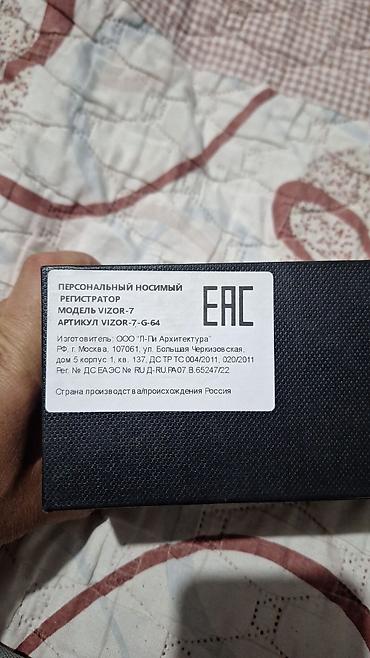 ПЕРСОНАЛЬНЫЙ НОСИМЫЙ
РЕГИСТРАТОР
МОДЕЛЬ VIZOR-7
АРТИКУЛ VIZOR-7-G-64
EAC
Изготовитель: ООО "Л-Пи Архитектура"
РФ, г. Москва, 107061, ул. Большая Черкизовская,
дом 5 корпус 1, кв. 137, ДС ТР ТС 004/2011, 020/2011
Рег. № ДС ЕАЭС № RU Д-RU.РА07.В.65247/22
Страна производства/происхождения Россия